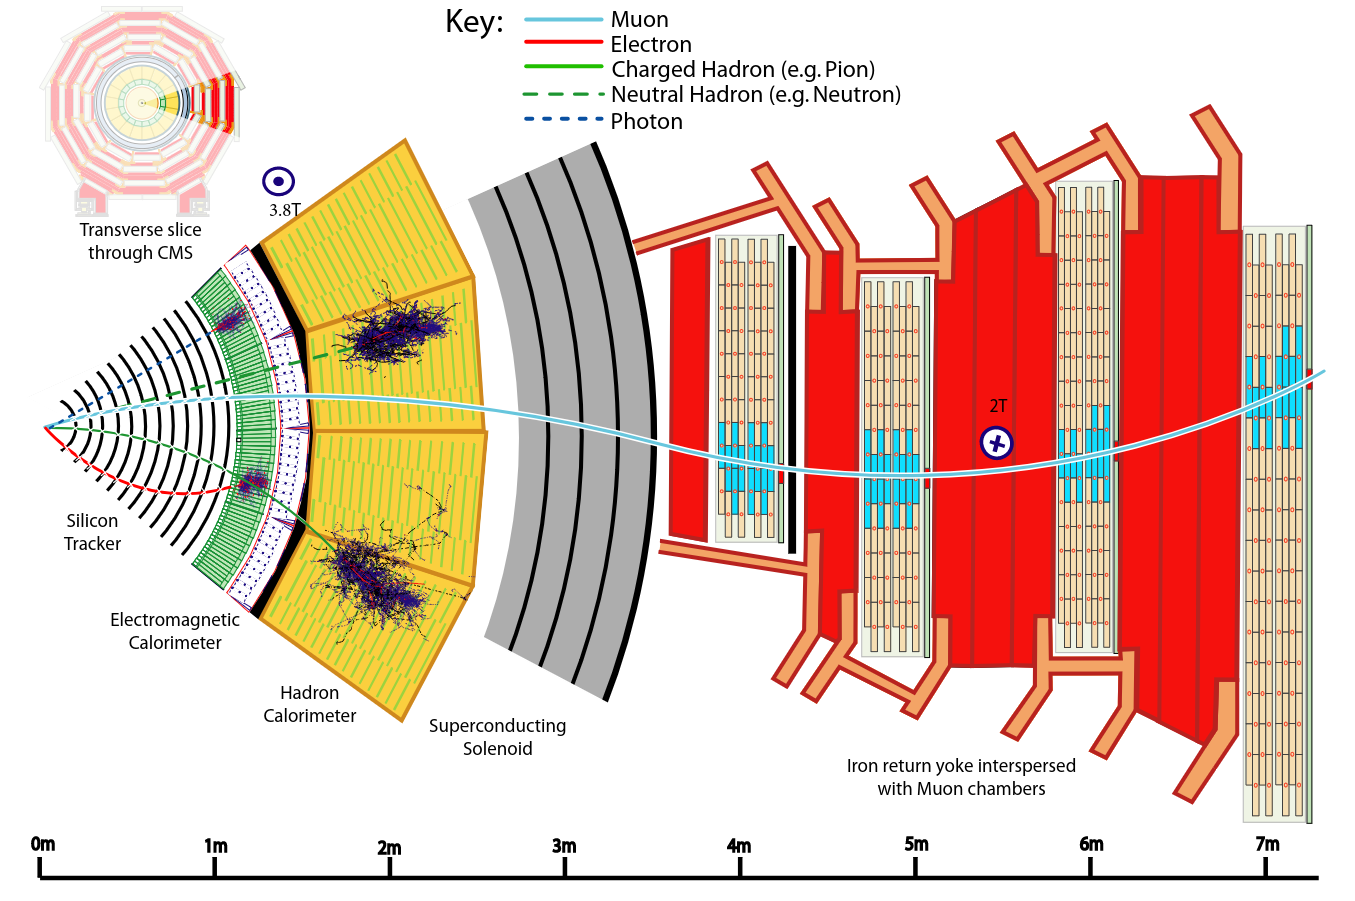 Key:
Muon
Electron
Charged Hadron (e.g. Pion)
Neutral Hadron (e.g. Neutron)
Photon
3.8T
Transverse slice
through CMS
2T
Silicon
Tracker
Electromagnetic
Calorimeter
Hadron
Calorimeter
Superconducting
Solenoid
Iron return yoke interspersed
with Muon chambers
0m 1m 2m 3m 4m 5m 6m 7m